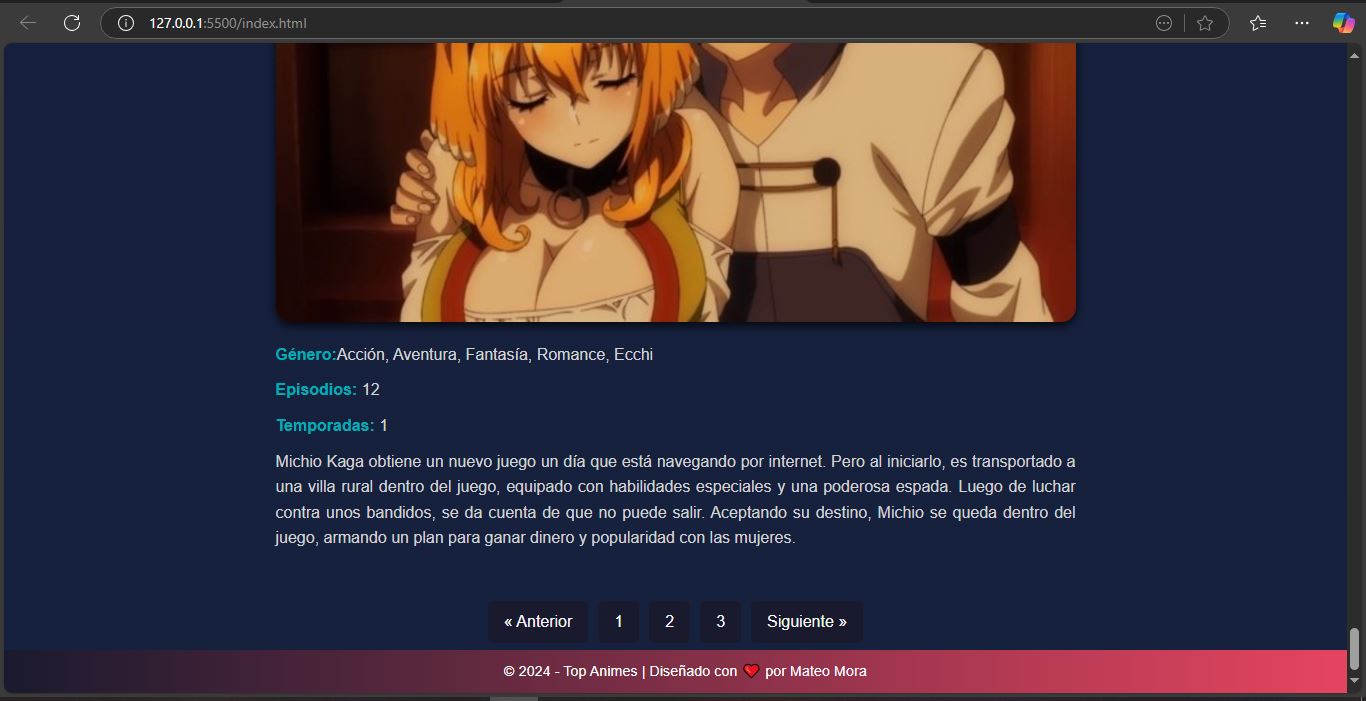 127.0.0.1:5500/index.html
Género:Acción, Aventura, Fantasía, Romance, Ecchi
Episodios: 12
Temporadas: 1
Michio Kaga obtiene un nuevo juego un día que está navegando por internet. Pero al iniciarlo, es transportado a
una villa rural dentro del juego, equipado con habilidades especiales y una poderosa espada. Luego de luchar
contra unos bandidos, se da cuenta de que no puede salir. Aceptando su destino, Michio se queda dentro del
juego, armando un plan para ganar dinero y popularidad con las mujeres.
« Anterior 1 2 3 Siguiente »
© 2024 - Top Animes | Diseñado con ❤️ por Mateo Mora